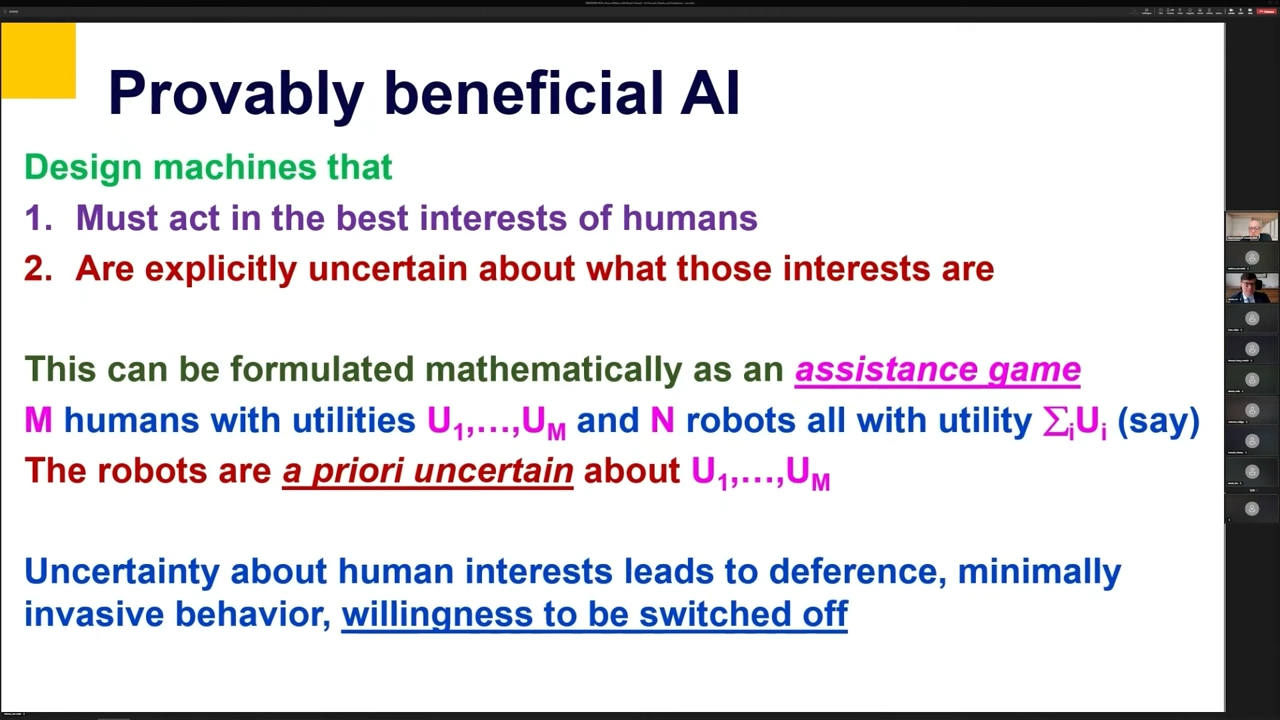 Provably beneficial AI
Design machines that
1. Must act in the best interests of humans
2. Are explicitly uncertain about what those interests are
This can be formulated mathematically as an assistance game
M humans with utilities U₁,…,U_M and N robots all with utility ∑ᵢUᵢ (say)
The robots are a priori uncertain about U₁,…,U_M
Uncertainty about human interests leads to deference, minimally
invasive behavior, willingness to be switched off